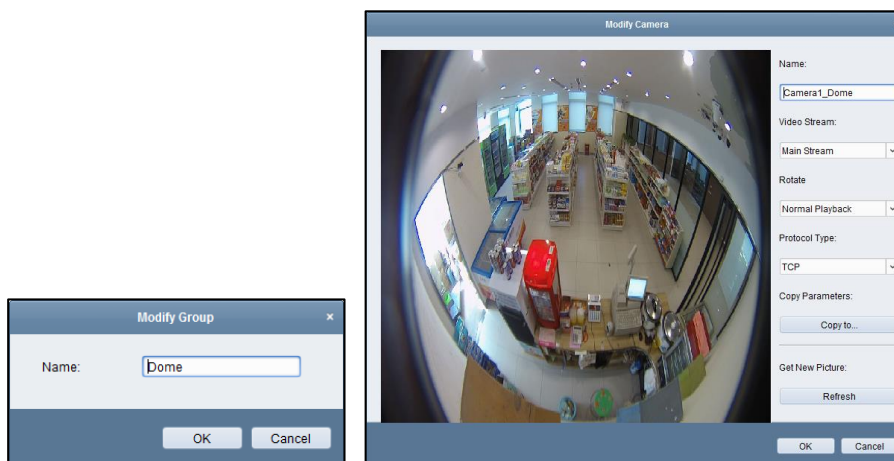 Modify Group
x
Name:
Dome
OK
Cancel
Modify Camera
Name:
Camera1_Dome
Video Stream:
Main Stream
Rotate
Normal Playback
Protocol Type:
TCP
Copy Parameters:
Copy to...
Get New Picture:
Refresh
OK
Cancel